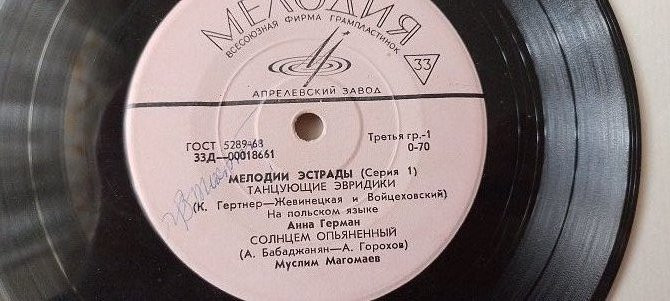 МЕЛОДИЯ
ВСЕСОЮЗНАЯ ФИРМА ГРАМПЛАСТИНОК
33
АПРЕЛЕВСКИЙ ЗАВОД
ГОСТ 5289-68
Третья гр.-1
33Д—00018661
0-70
МЕЛОДИИ ЭСТРАДЫ (Серия 1)
ТАНЦУЮЩИЕ ЭВРИДИКИ
(К. Гертнер—Жевинецкая и Войцеховский)
На польском языке
Анна Герман
СОЛНЦЕМ ОПЬЯНЕННЫЙ
(А. Бабаджанян—А. Горохов)
Муслим Магомаев